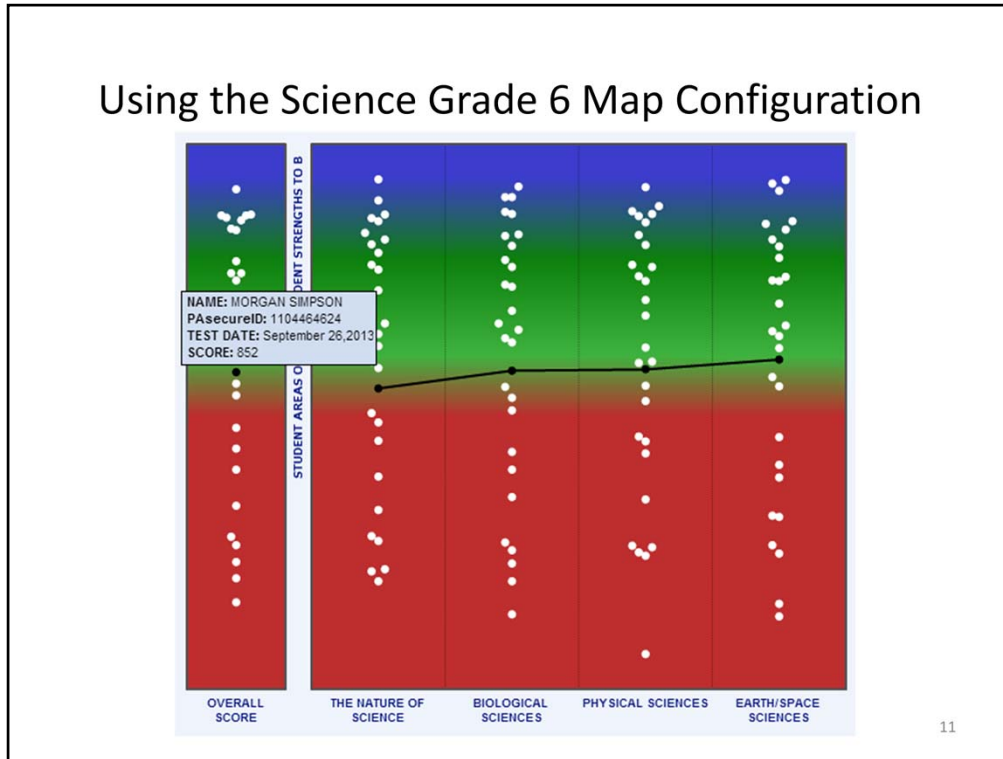 Using the Science Grade 6 Map Configuration
STUDENT AREAS O
DENT STRENGTHS TO B
NAME: MORGAN SIMPSON
PAsecureID: 1104464624
TEST DATE: September 26,2013
SCORE: 852
OVERALL
SCORE
THE NATURE OF
SCIENCE
BIOLOGICAL
SCIENCES
PHYSICAL SCIENCES
EARTH/SPACE
SCIENCES
11